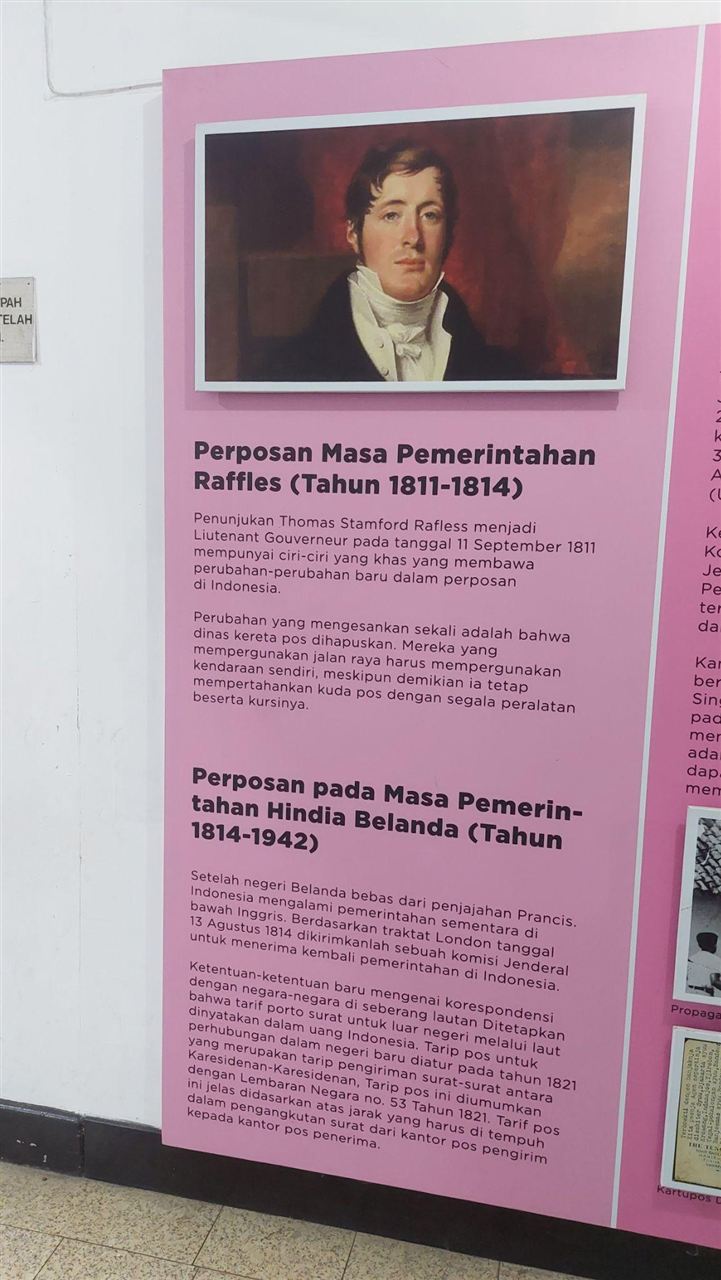 PAH
TELAH
Perposan Masa Pemerintahan
Raffles (Tahun 1811-1814)
Penunjukan Thomas Stamford Rafless menjadi
Liutenant Gouverneur pada tanggal 11 September 1811
mempunyai ciri-ciri yang khas yang membawa
perubahan-perubahan baru dalam perposan
di Indonesia.
Perubahan yang mengesankan sekali adalah bahwa
dinas kereta pos dihapuskan. Mereka yang
mempergunakan jalan raya harus mempergunakan
kendaraan sendiri, meskipun demikian ia tetap
mempertahankan kuda pos dengan segala peralatan
beserta kursinya.
Perposan pada Masa Pemerin-
tahan Hindia Belanda (Tahun
1814-1942)
Setelah negeri Belanda bebas dari penjajahan Prancis.
Indonesia mengalami pemerintahan sementara di
bawah Inggris. Berdasarkan traktat London tanggal
13 Agustus 1814 dikirimkanlah sebuah komisi Jenderal
untuk menerima kembali pemerintahan di Indonesia.
Ketentuan-ketentuan baru mengenai korespondensi
dengan negara-negara di seberang lautan Ditetapkan
bahwa tarif porto surat untuk luar negeri melalui laut
dinyatakan dalam uang Indonesia. Tarip pos untuk
perhubungan dalam negeri baru diatur pada tahun 1821
yang merupakan tarip pengiriman surat-surat antara
Karesidenan-Karesidenan, Tarip pos ini diumumkan
dengan Lembaran Negara no. 53 Tahun 1821. Tarif pos
ini jelas didasarkan atas jarak yang harus di tempuh
dalam pengangkutan surat dari kantor pos pengirim
kepada kantor pos penerima.
Propaga
Kartupos D